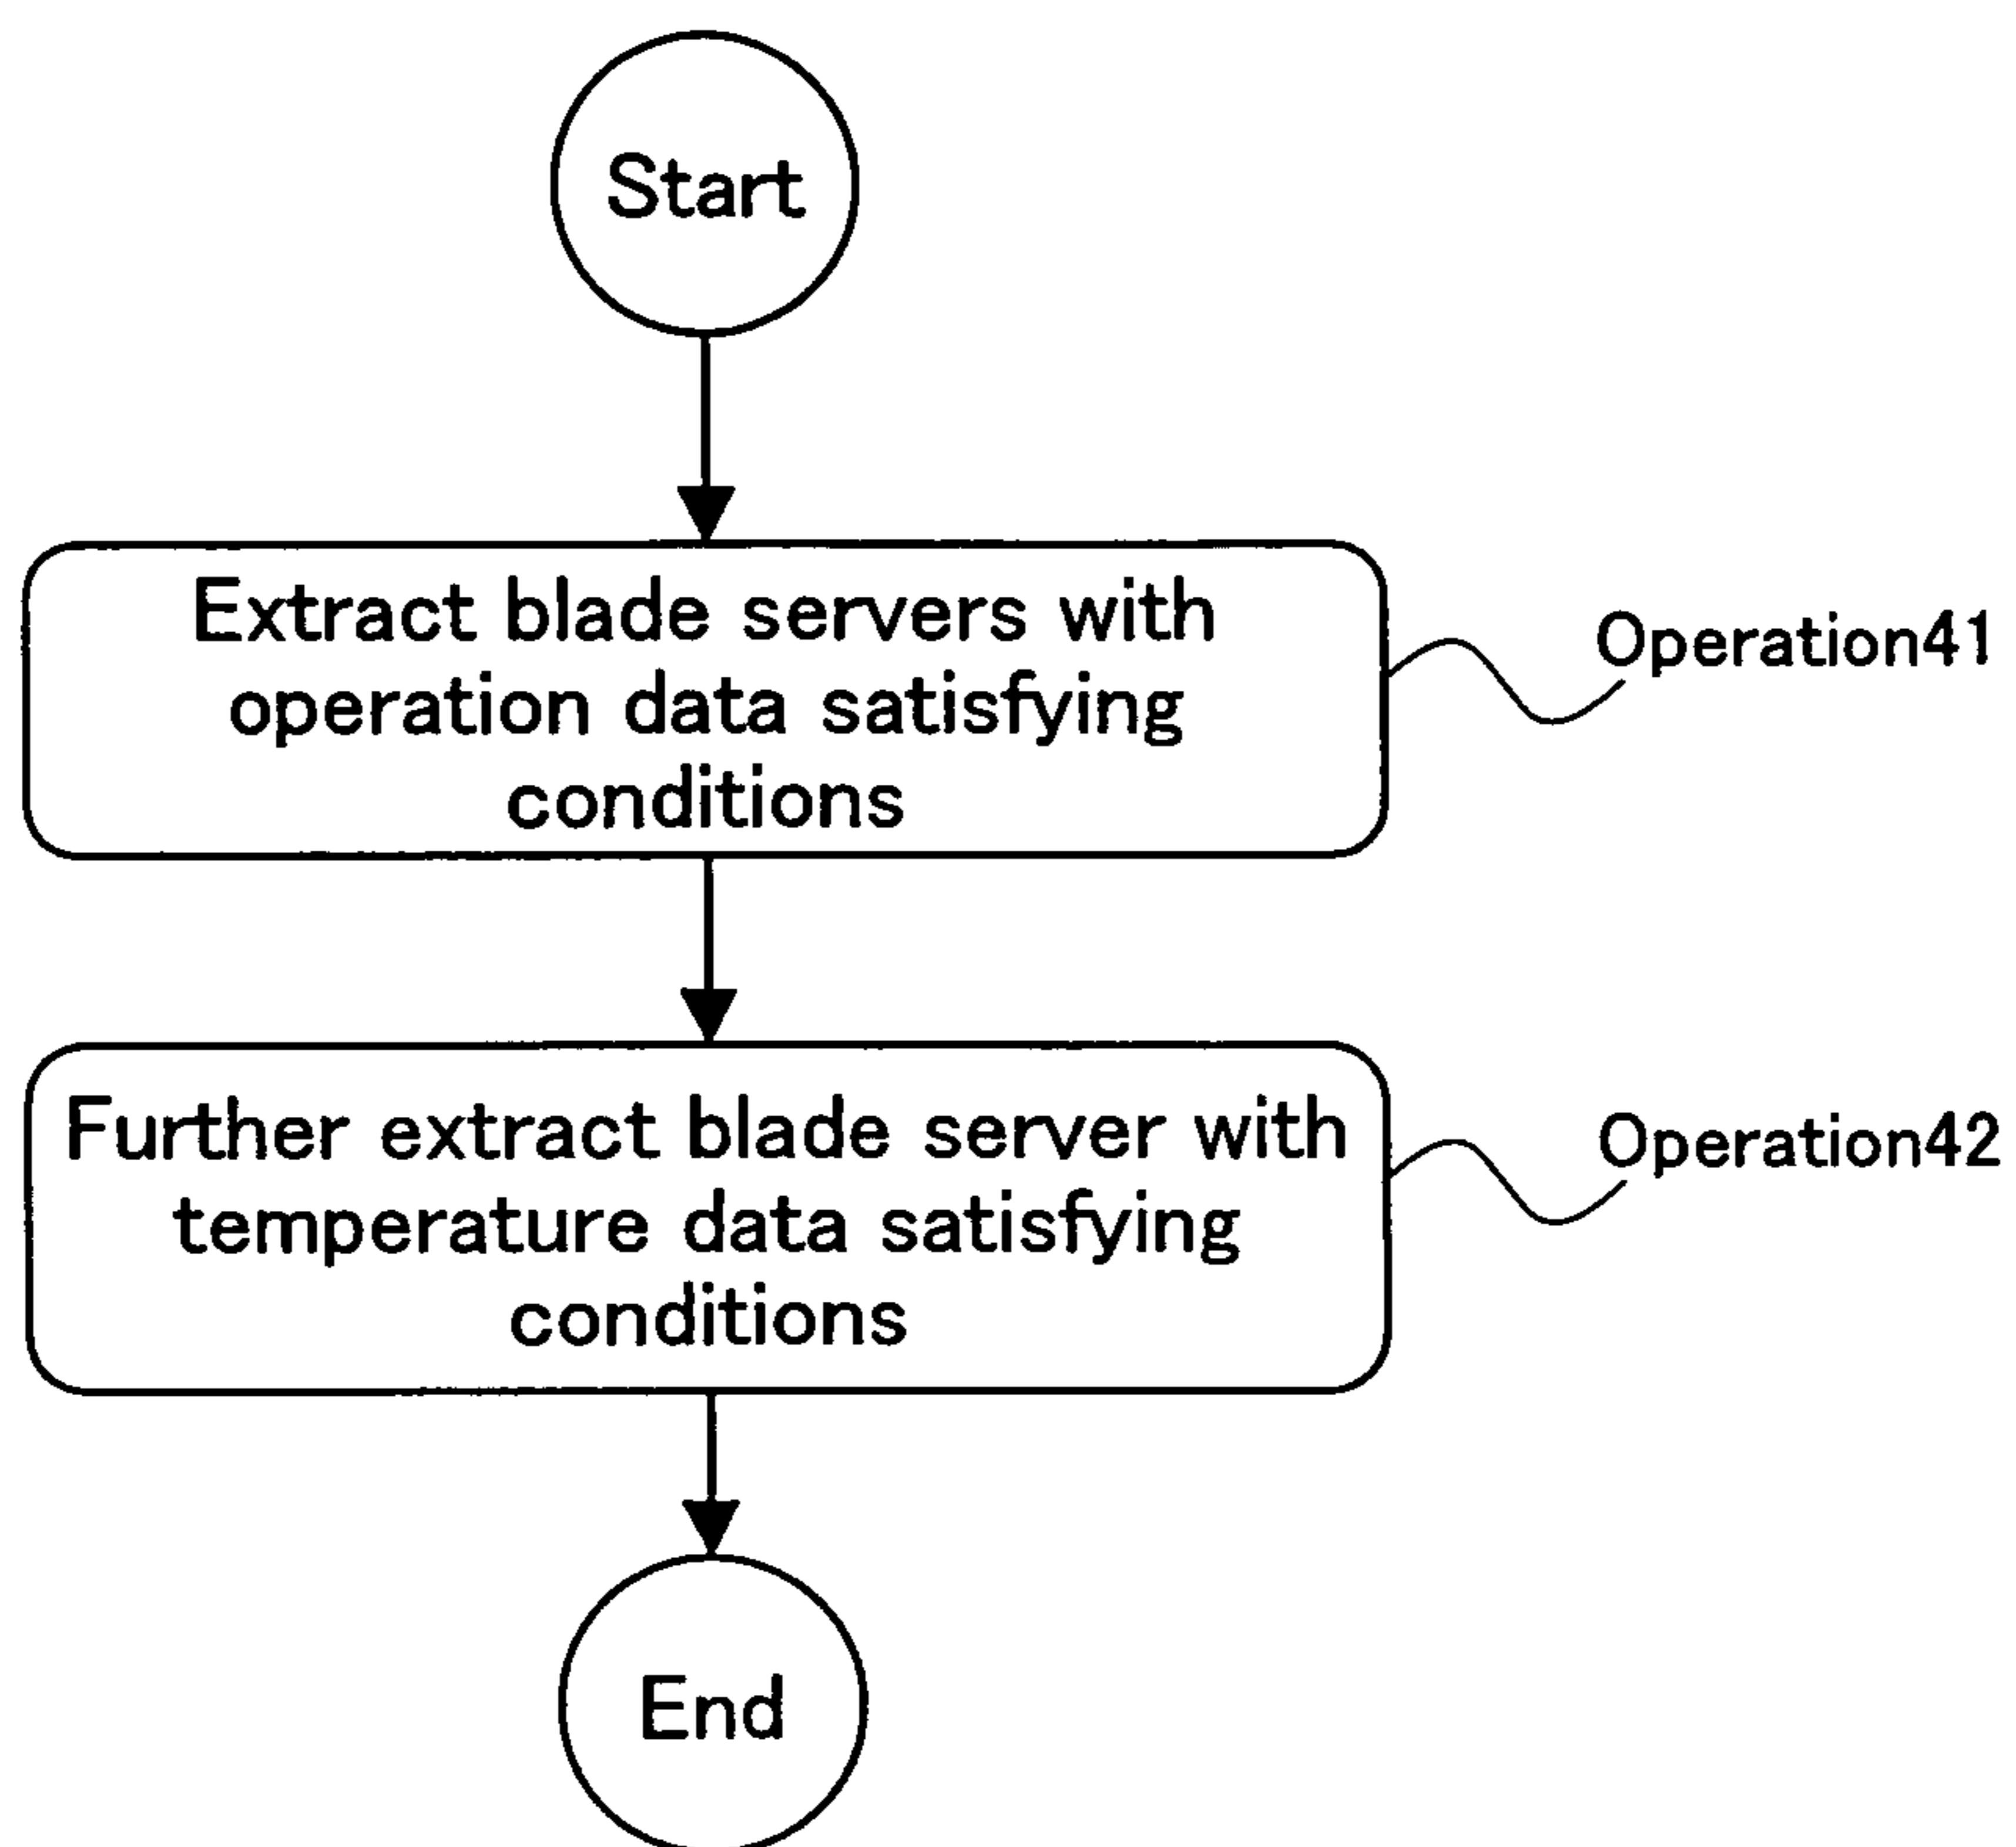 Start
Extract blade servers with
operation data satisfying
conditions
Operation41
Further extract blade server with
temperature data satisfying
conditions
Operation42
End